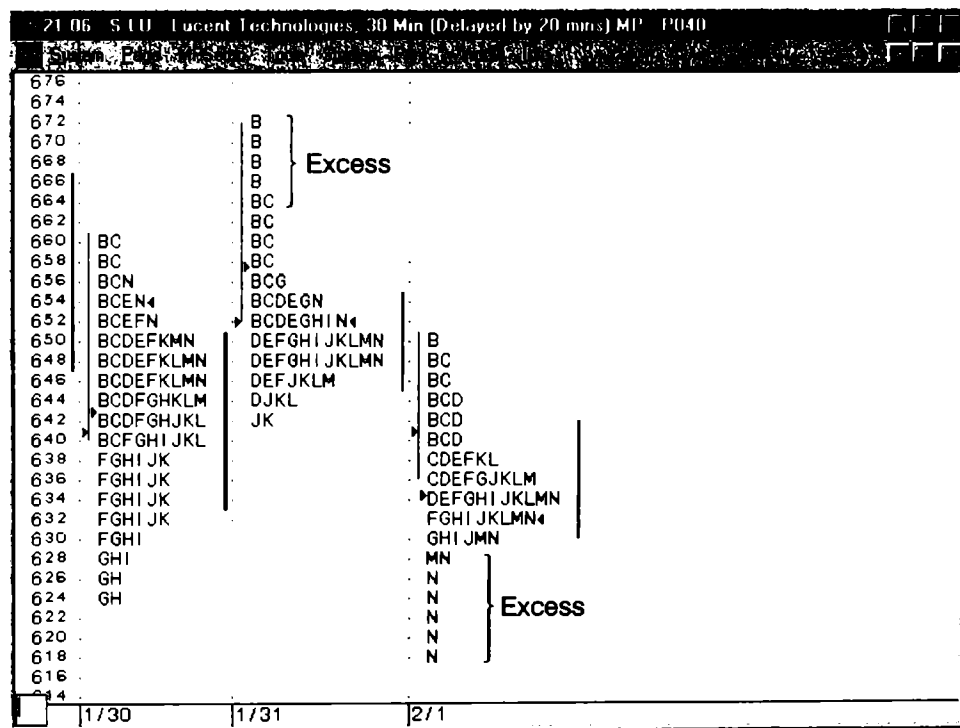 21 06 S LU Lucent Technologies, 30 Min (Delayed by 20 mins) MP P040
676
674
672 B
670 B
668 B Excess
666 B
664 BC
662 BC
660 BC BC
658 BC BC
656 BCN BCG
654 BCEN BCDEGN
652 BCEFN BCDEGHIN
650 BCDEFKMN DEFGHIJKLMN B
648 BCDEFKLMN DEFGHIJKLMN BC
646 BCDEFKLMN DEFJKLM BC
644 BCDFGHKLM DJKL BCD
642 BCDFGHJKL JK BCD
640 BCFGHIJKL BCD
638 FGHIJK CDEFKL
636 FGHIJK CDEFGJKLM
634 FGHIJK DEFGHIJKLMN
632 FGHIJK FGHIJKLMN
630 FGHI GHIJMN
628 GHI MN
626 GH N
624 GH N Excess
622 N
620 N
618 N
616
1/30 1/31 2/1